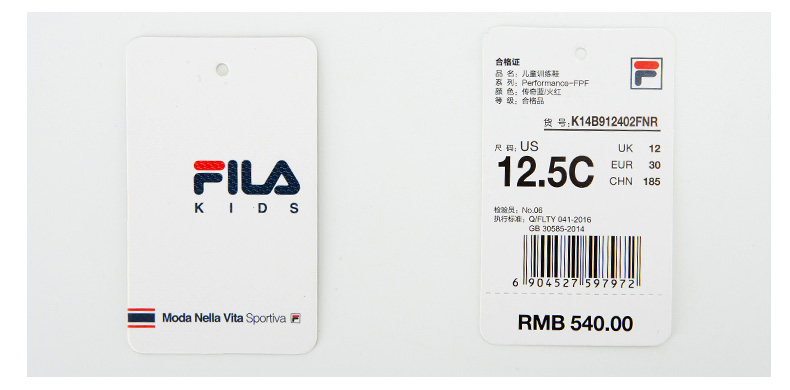 FILA
KIDS
Moda Nella Vita Sportiva
合格证
品 名: 儿童训练鞋
系 列: Performance-FPF
颜 色: 传奇蓝/火红
等 级: 合格品
货 号: K14B912402FNR
尺 码: US
12.5C
UK 12
EUR 30
CHN 185
检验员: No.06
执行标准: Q/FLTY 041-2016
GB 30585-2014
6 904527 597972
RMB 540.00